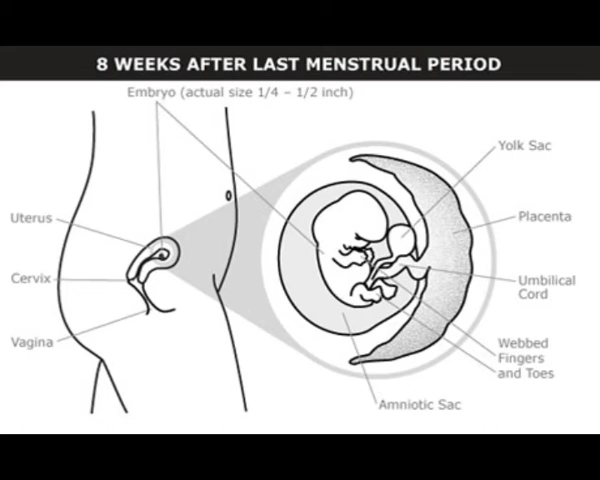 8 WEEKS AFTER LAST MENSTRUAL PERIOD
Embryo (actual size 1/4 – 1/2 inch)
Yolk Sac
Uterus
Placenta
Cervix
Umbilical
Cord
Vagina
Webbed
Fingers
and Toes
Amniotic Sac